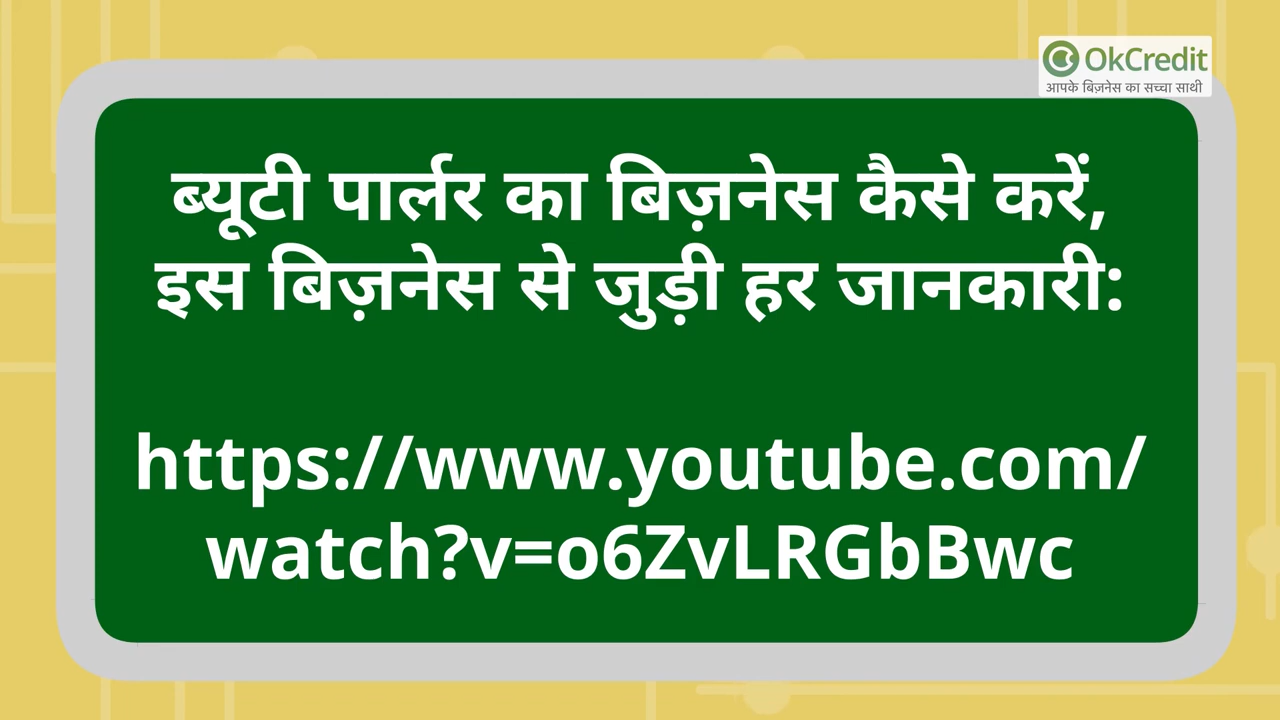 OkCredit
आपके बिज़नेस का सच्चा साथी
ब्यूटी पार्लर का बिज़नेस कैसे करें,
इस बिज़नेस से जुड़ी हर जानकारी:
https://www.youtube.com/
watch?v=o6ZvLRGbBwc